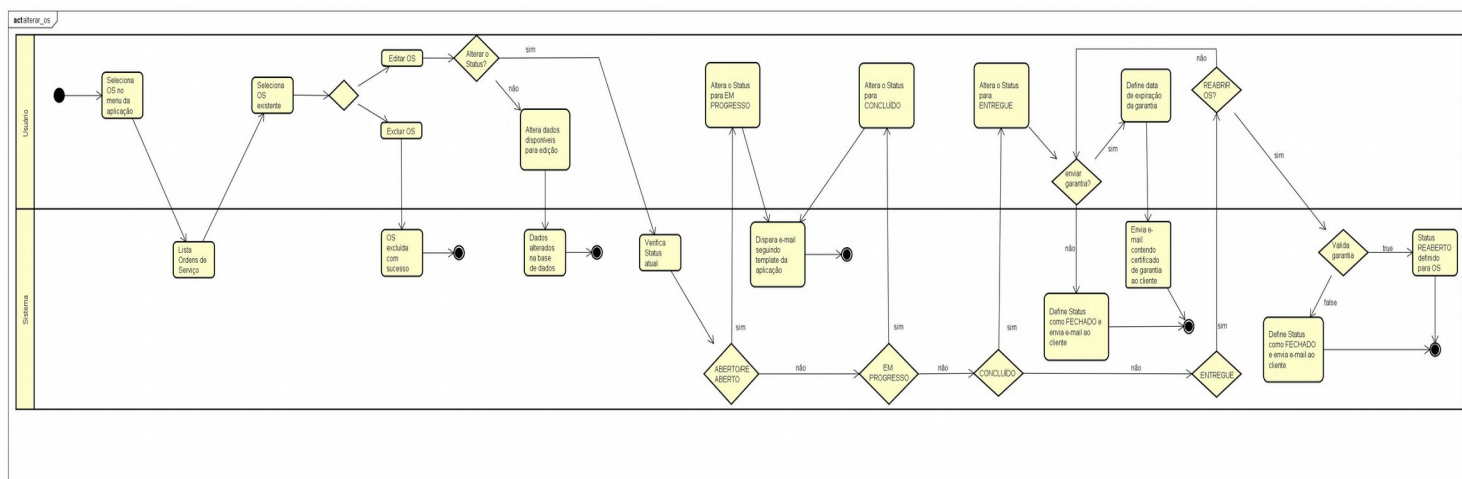 act alterar_os
Usuário
Seleciona
OS no
menu da
aplicação
Seleciona
OS
existente
Editar OS
Excluir OS
Alterar o
Status?
sim
não
Altera dados
disponíveis
para edição
Altera o Status
para EM
PROGRESSO
Altera o Status
para
CONCLUÍDO
Altera o Status
para
ENTREGUE
enviar
garantia?
sim
não
Define data
de expiração
da garantia
não
REABRIR
OS?
sim
Sistema
Lista
Ordens de
Serviço
OS
excluida
com
sucesso
Dados
alterados
na base
de dados
Verifica
Status
atual
Dispara e-mail
seguindo
template da
aplicação
ABERTO/RE
ABERTO
sim
não
EM
PROGRESSO
sim
não
CONCLUÍDO
sim
não
Define Status
como FECHADO e
envia e-mail ao
cliente
Envia e-
mail
contendo
certificado
de garantia
ao cliente
ENTREGUE
sim
Valida
garantia
true
false
Status
REABERTO
definido
para OS
Define Status
como FECHADO
e envia e-mail ao
cliente